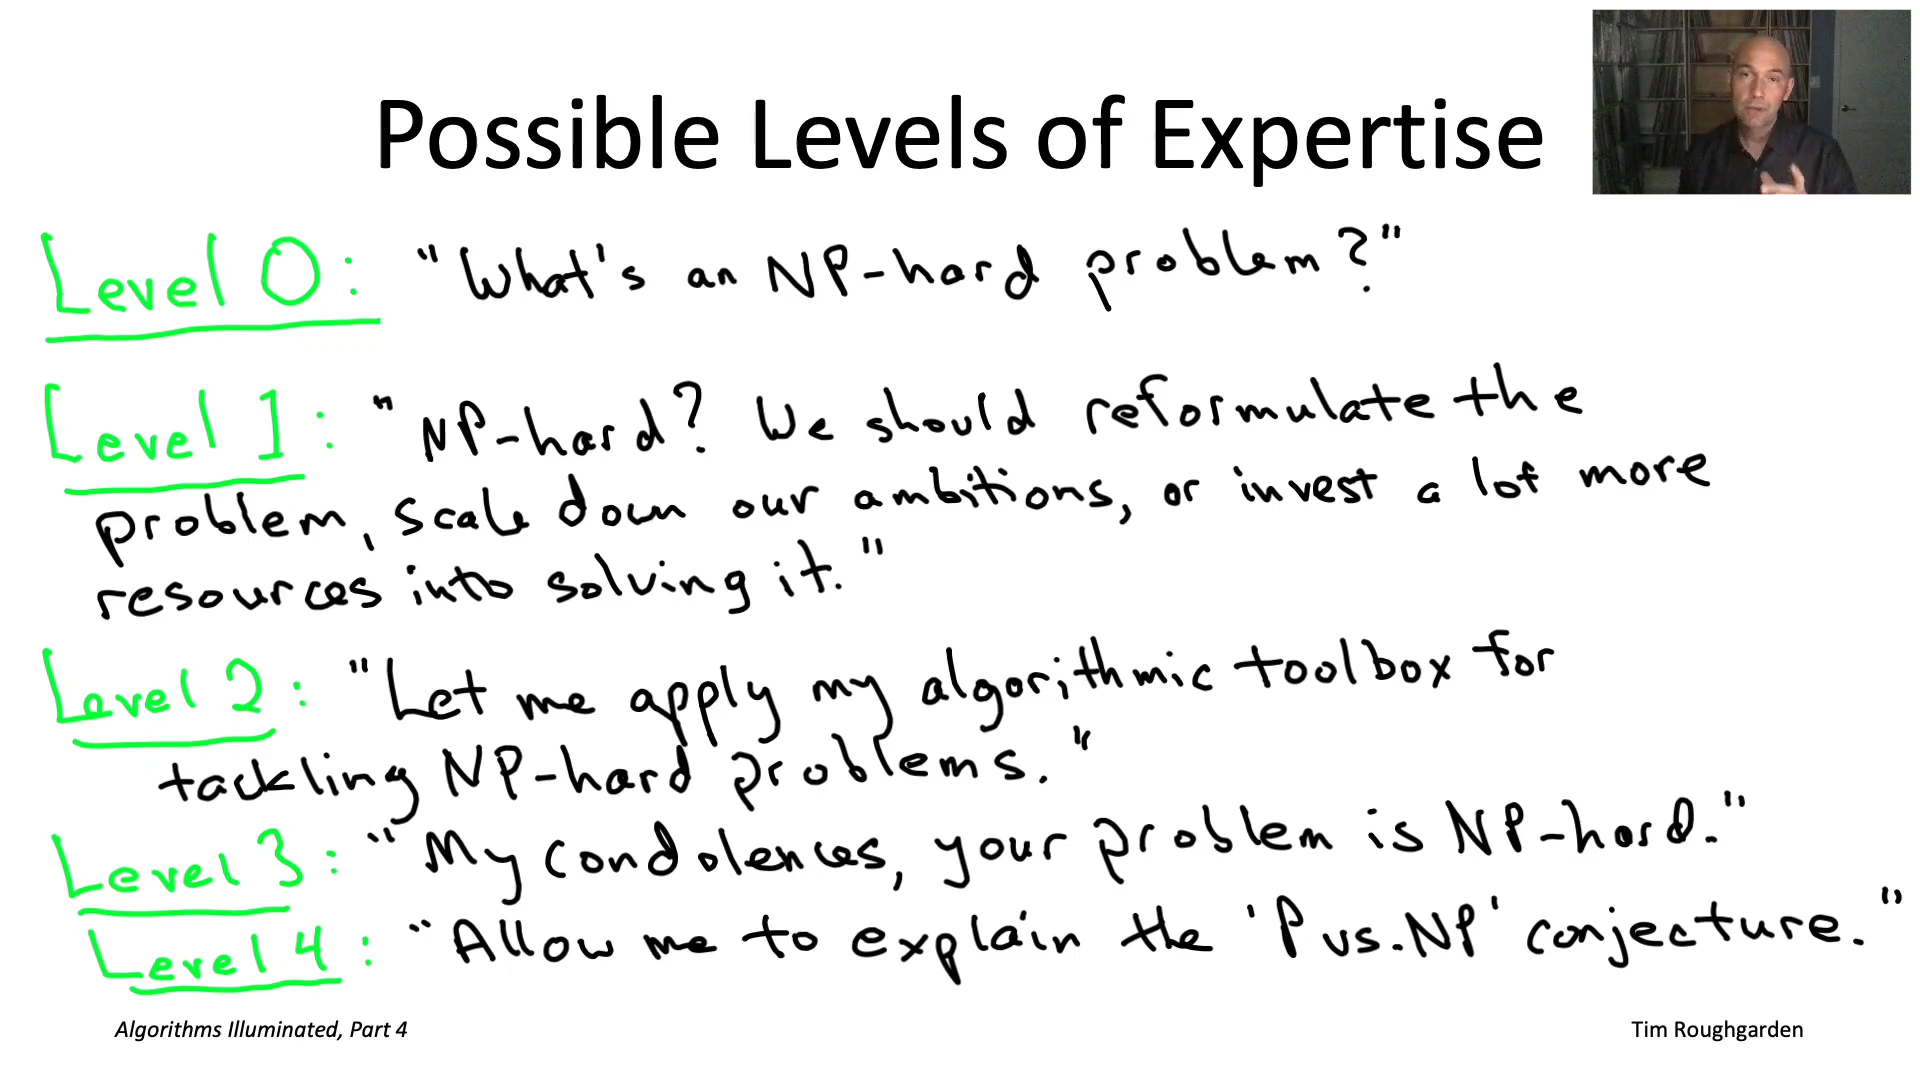 Possible Levels of Expertise
Level 0: "What's an NP-hard problem?"
Level 1: "NP-hard? We should reformulate the
problem, scale down our ambitions, or invest a lot more
resources into solving it."
Level 2: "Let me apply my algorithmic toolbox for
tackling NP-hard problems."
Level 3: "My condolences, your problem is NP-hard."
Level 4: "Allow me to explain the 'P vs. NP' conjecture."
Algorithms Illuminated, Part 4
Tim Roughgarden